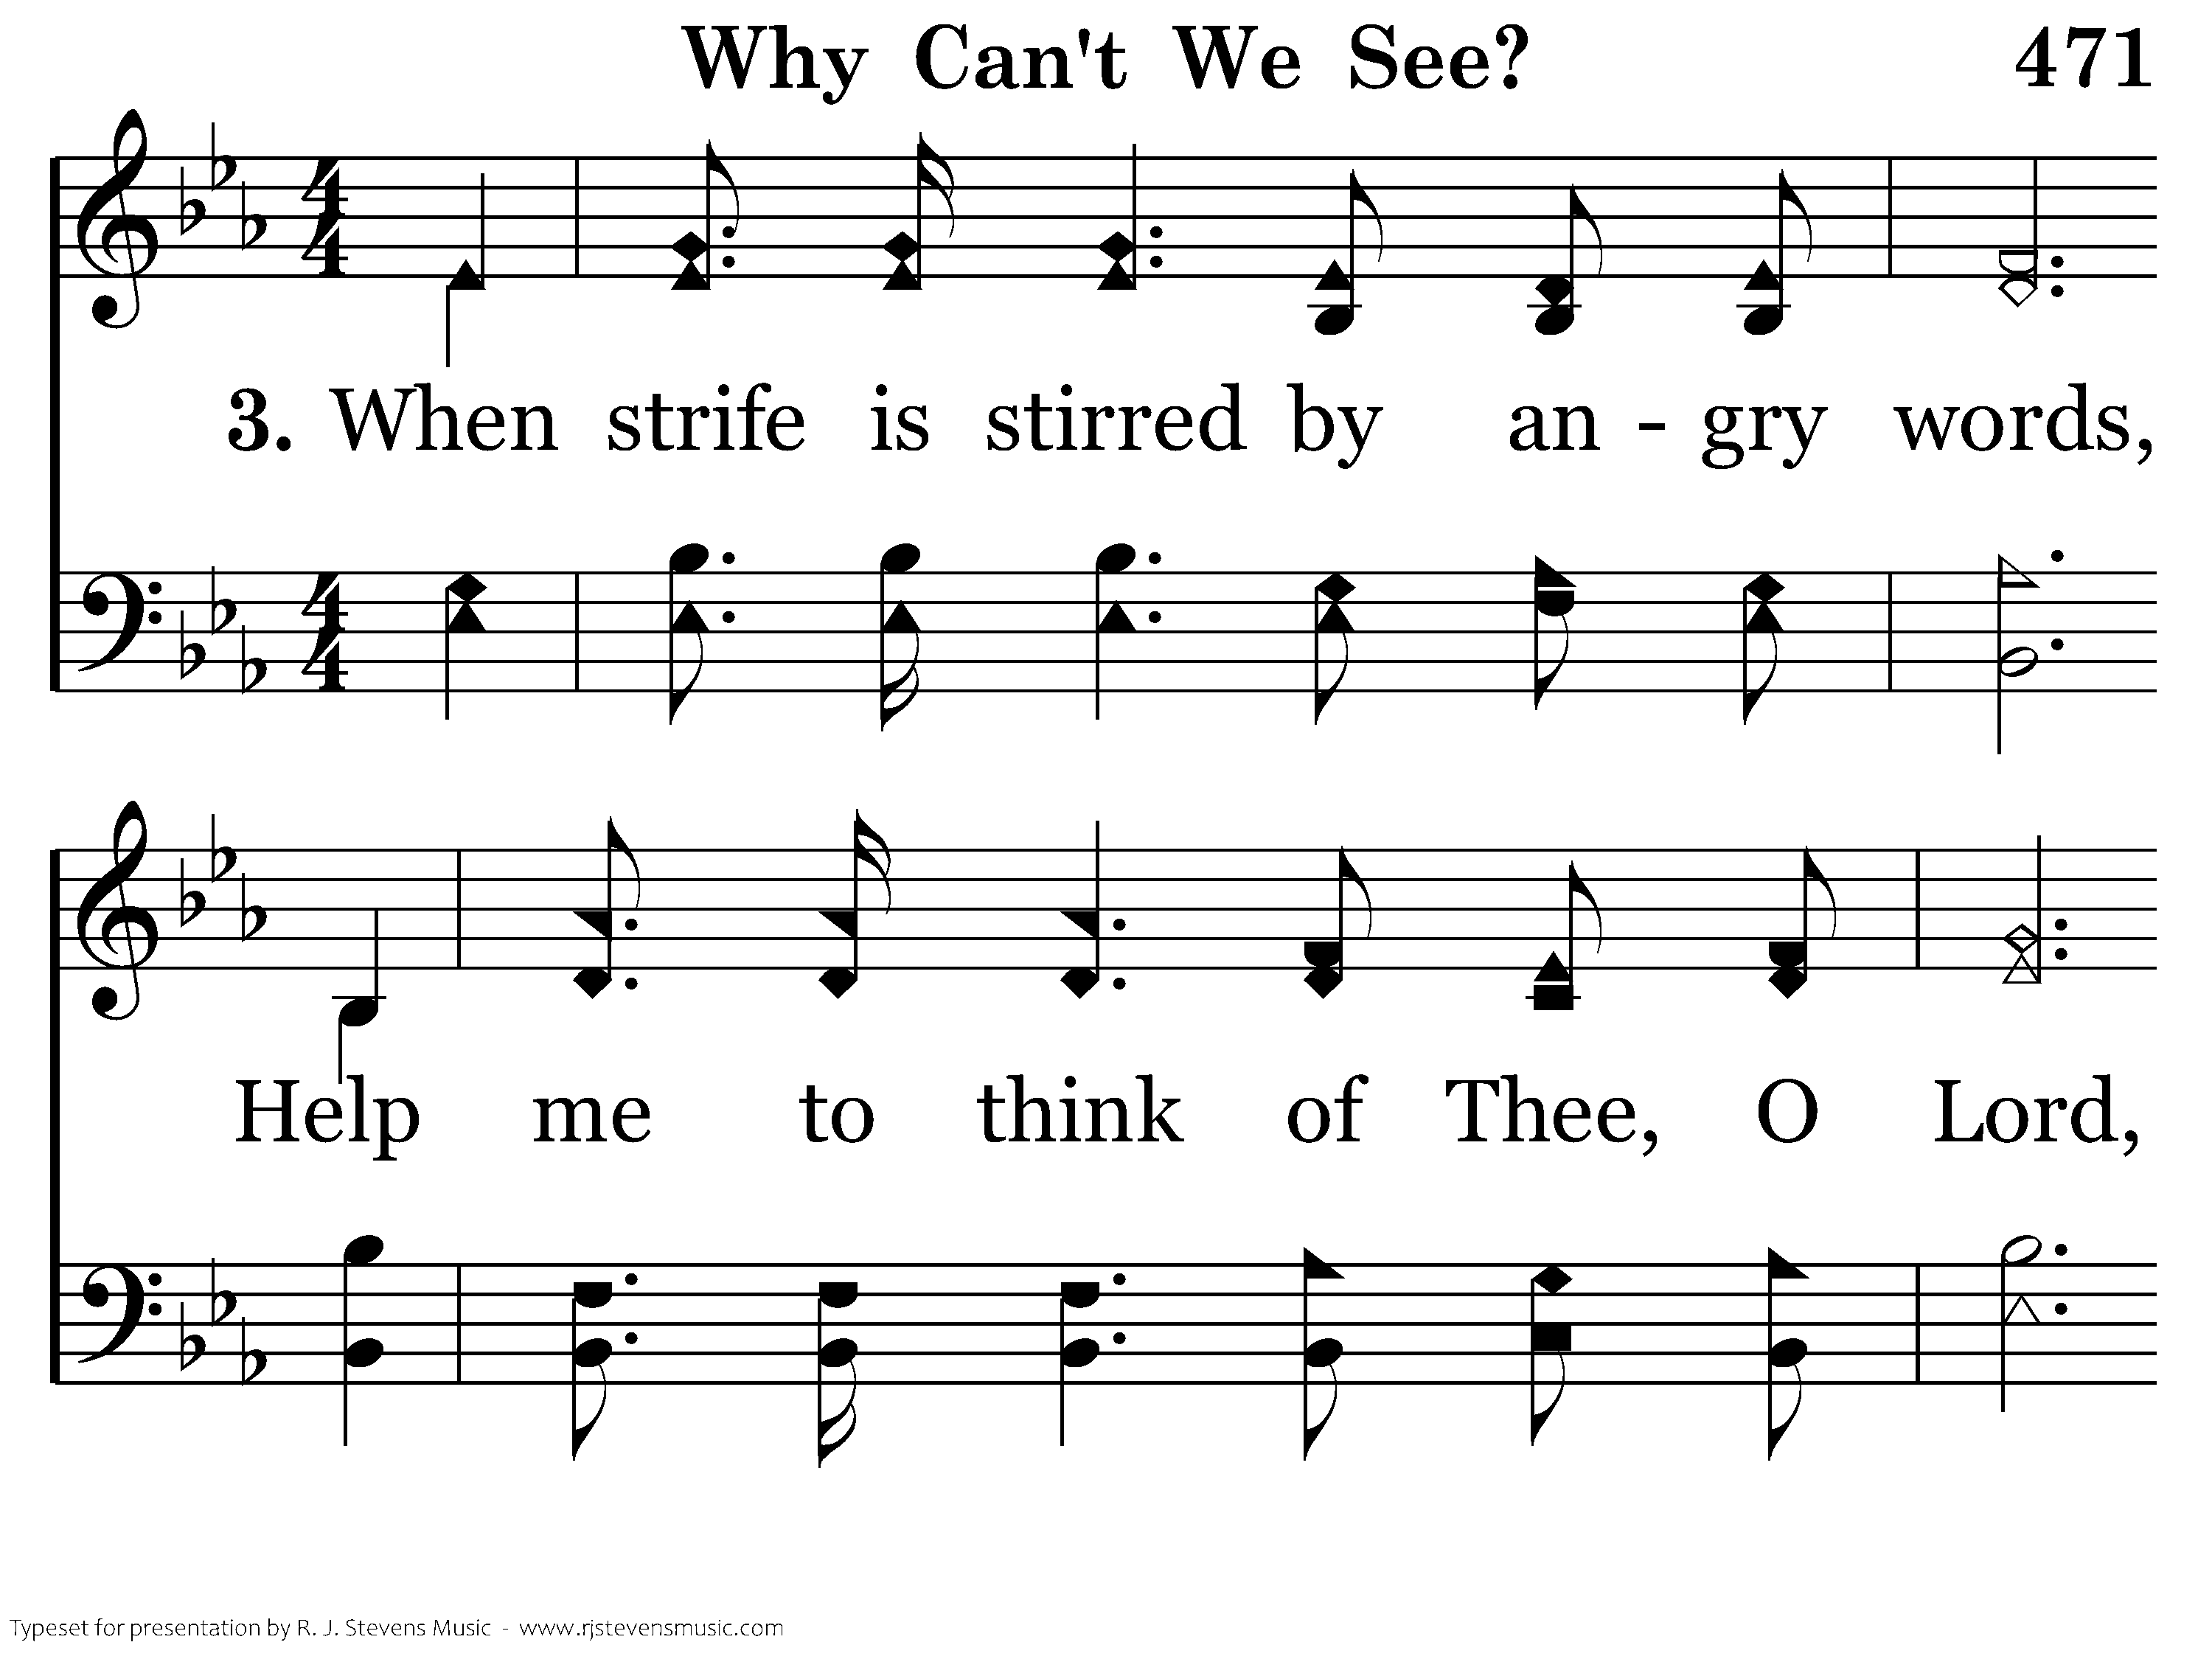 Why Can't We See? 471
3. When strife is stirred by an - gry words,
Help me to think of Thee, O Lord,
Typeset for presentation by R. J. Stevens Music - www.rjstevensmusic.com